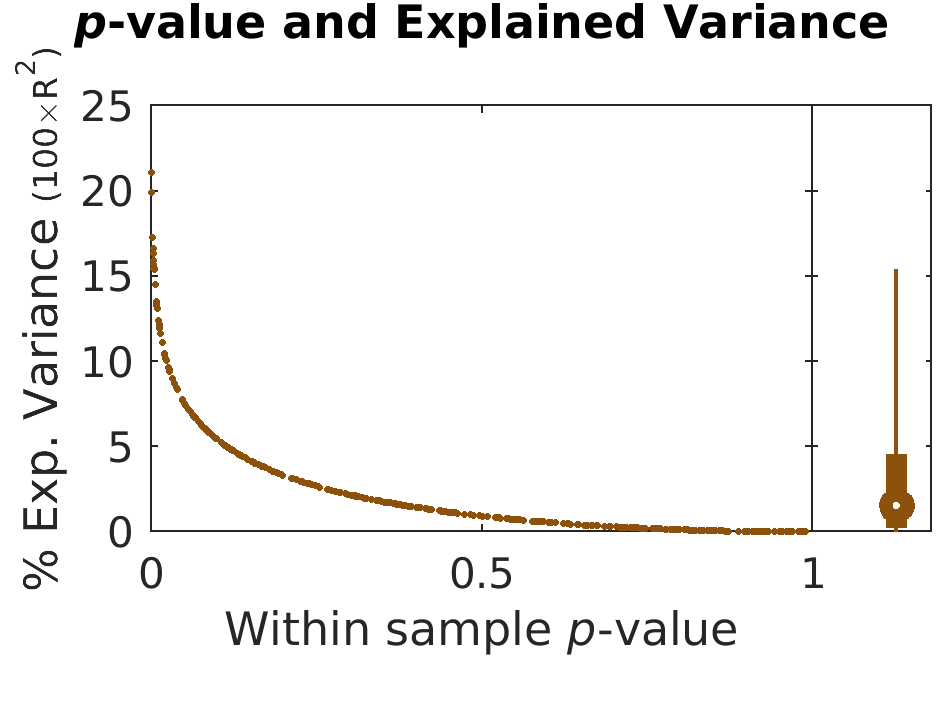 p-value and Explained Variance
% Exp. Variance (100×R²)
25
20
15
10
5
0
0 0.5 1
Within sample p-value